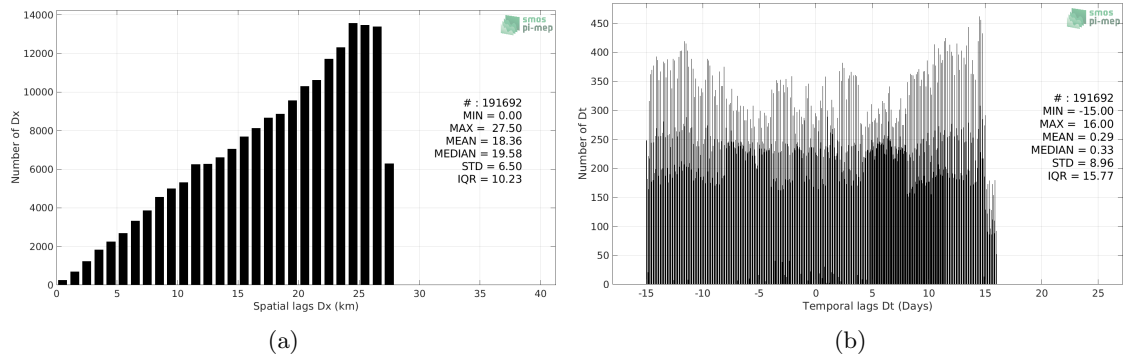 14000
12000
10000
8000
6000
4000
2000
0
Number of Dx
0 5 10 15 20 25 30 35 40
Spatial lags Dx (km)
smos
pi-mep
# : 191692
MIN = 0.00
MAX = 27.50
MEAN = 18.36
MEDIAN = 19.58
STD = 6.50
IQR = 10.23
(a)
450
400
350
300
250
200
150
100
50
0
Number of Dt
-15 -10 -5 0 5 10 15 20 25
Temporal lags Dt (Days)
smos
pi-mep
# : 191692
MIN = -15.00
MAX = 16.00
MEAN = 0.29
MEDIAN = 0.33
STD = 8.96
IQR = 15.77
(b)